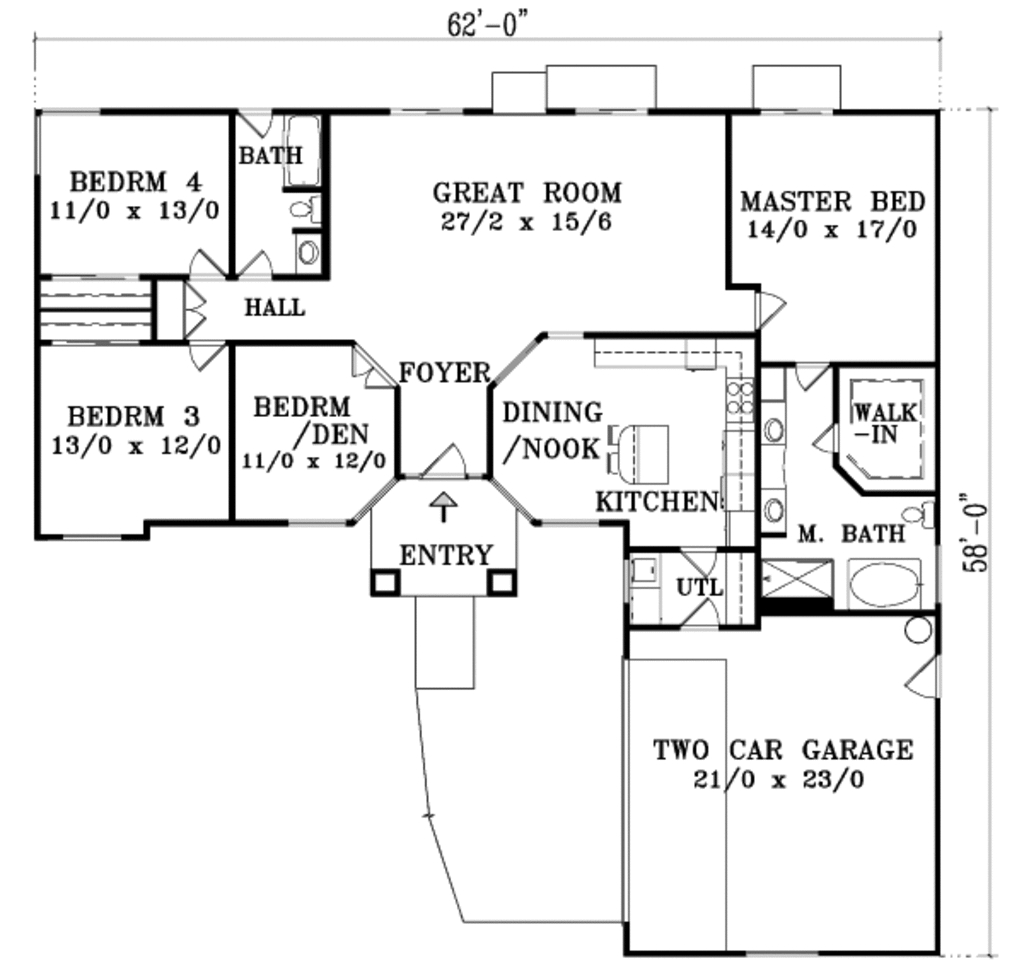 62'-0"
BATH
BEDRM 4
11/0 x 13/0
GREAT ROOM
27/2 x 15/6
MASTER BED
14/0 x 17/0
HALL
FOYER
BEDRM 3
13/0 x 12/0
BEDRM
/DEN
11/0 x 12/0
DINING
/NOOK
KITCHEN
WALK
-IN
M. BATH
58'-0"
ENTRY
UTL
TWO CAR GARAGE
21/0 x 23/0